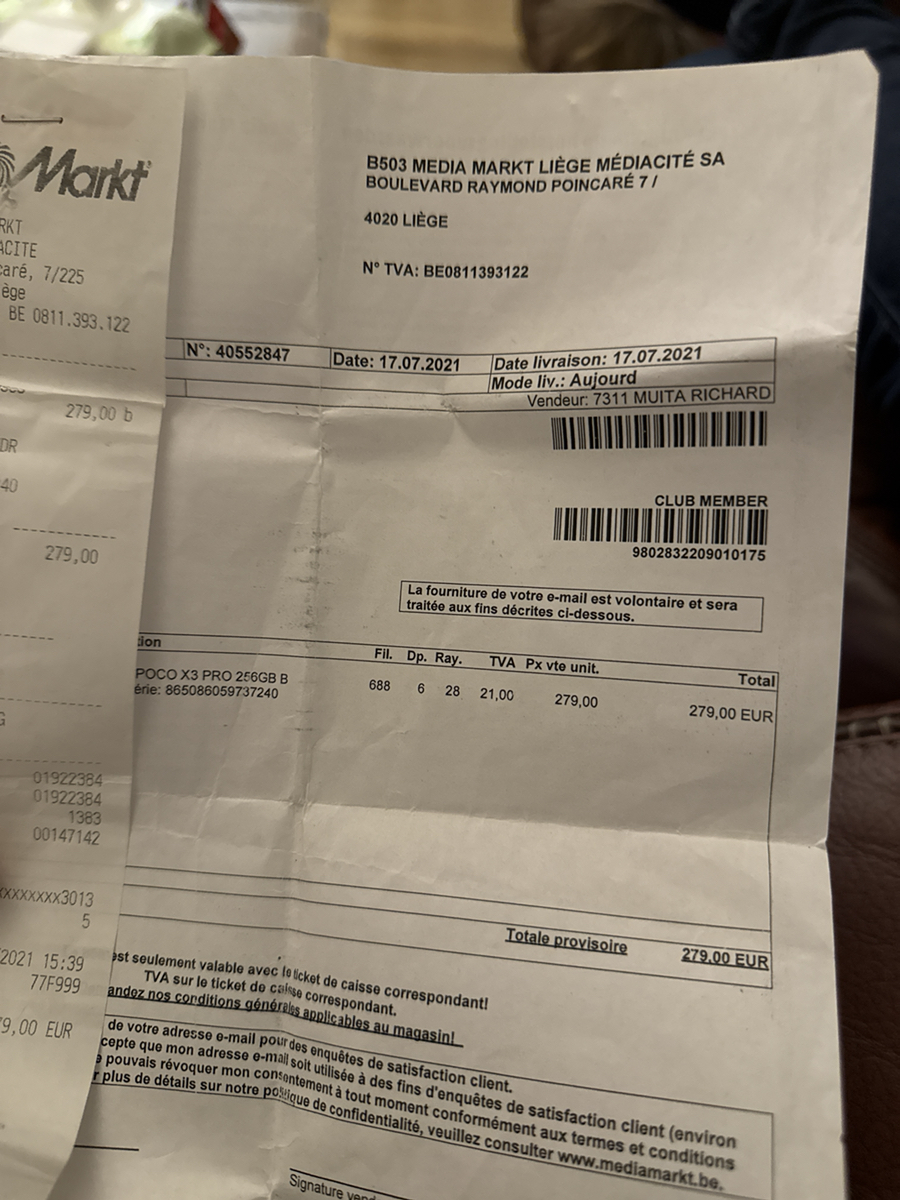 Markt
RKT
ACITE
caré, 7/225
ège
BE 0811.393.122
279,00 b
DR
40
279,00
G
01922384
01922384
1383
00147142
XXXXXXXX3013
5
2021 15:39
77F999
79,00 EUR
B503 MEDIA MARKT LIÈGE MÉDIACITÉ SA
BOULEVARD RAYMOND POINCARÉ 7 /
4020 LIÈGE
N° TVA: BE0811393122
N°: 40552847 Date: 17.07.2021 Date livraison: 17.07.2021
Mode liv.: Aujourd
Vendeur: 7311 MUITA RICHARD
CLUB MEMBER
9802832209010175
La fourniture de votre e-mail est volontaire et sera
traitée aux fins décrites ci-dessous.
tion Fil. Dp. Ray. TVA Px vte unit. Total
POCO X3 PRO 256GB B 688 6 28 21,00 279,00 279,00 EUR
érie: 865086059737240
Totale provisoire 279,00 EUR
est seulement valable avec le ticket de caisse correspondant!
TVA sur le ticket de caisse correspondant.
andez nos conditions générales applicables au magasin!
de votre adresse e-mail pour des enquêtes de satisfaction client.
cepte que mon adresse e-mail soit utilisée à des fins d'enquêtes de satisfaction client (environ
pouvais révoquer mon consentement à tout moment conformément aux termes et conditions
r plus de détails sur notre politique de confidentialité, veuillez consulter www.mediamarkt.be.
Signature vend